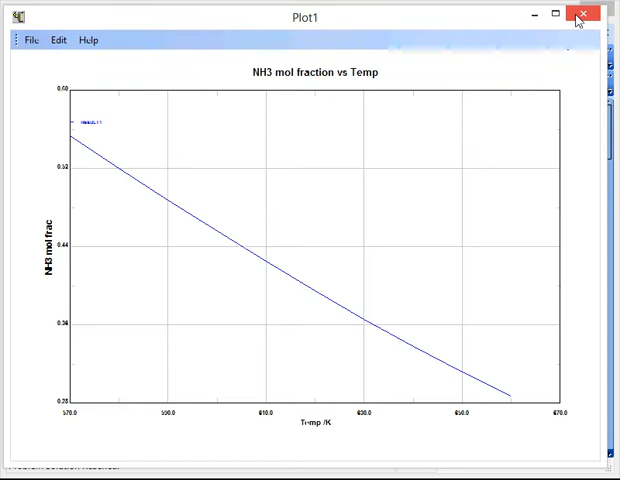 Plot1
File Edit Help
NH3 mol fraction vs Temp
0.60
RESULT1
0.52
NH3 mol frac
0.44
0.36
0.28
570.0 590.0 610.0 630.0 650.0 670.0
Temp /K